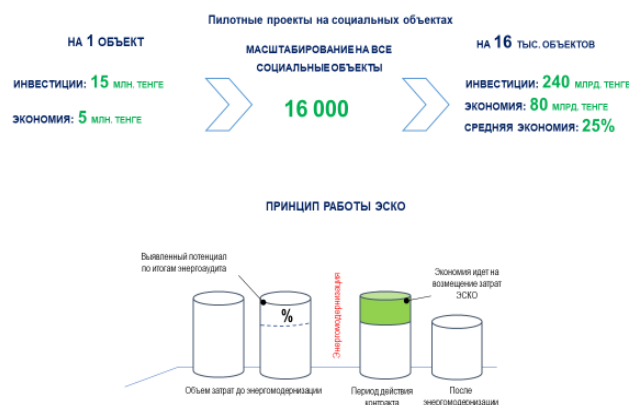 Пилотные проекты на социальных объектах
НА 1 ОБЪЕКТ
ИНВЕСТИЦИИ: 15 МЛН. ТЕНГЕ
ЭКОНОМИЯ: 5 МЛН. ТЕНГЕ
МАСШТАБИРОВАНИЕ НА ВСЕ
СОЦИАЛЬНЫЕ ОБЪЕКТЫ
16 000
НА 16 ТЫС. ОБЪЕКТОВ
ИНВЕСТИЦИИ: 240 МЛРД. ТЕНГЕ
ЭКОНОМИЯ: 80 МЛРД. ТЕНГЕ
СРЕДНЯЯ ЭКОНОМИЯ: 25%
ПРИНЦИП РАБОТЫ ЭСКО
Выявленный потенциал
по итогам энергоаудита
%
Энергомодернизация
Экономия идет на
возмещение затрат
ЭСКО
Объем затрат до энергомодернизации
Период действия
контракта
После
энергомодернизации